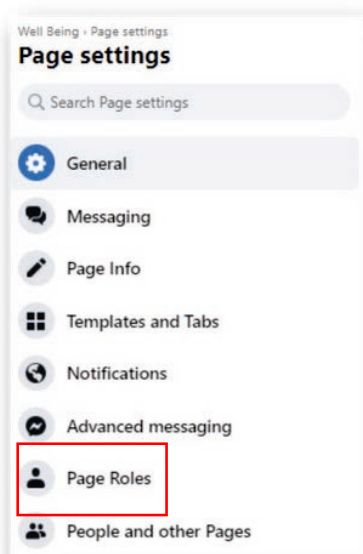 Well Being › Page settings
Page settings
Search Page settings
General
Messaging
Page Info
Templates and Tabs
Notifications
Advanced messaging
Page Roles
People and other Pages